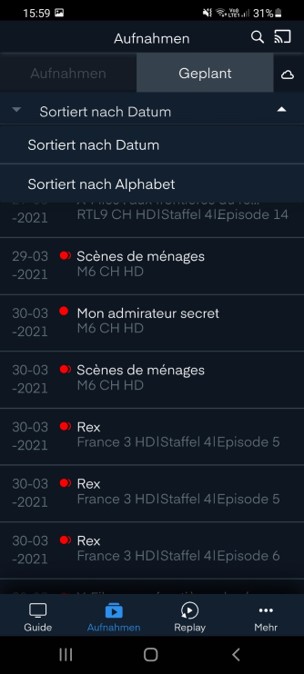 15:59 31%
Aufnahmen
Aufnahmen Geplant
Sortiert nach Datum
Sortiert nach Datum
Sortiert nach Alphabet
-2021 RTL9 CH HD|Staffel 4|Episode 14
29-03 Scènes de ménages
-2021 M6 CH HD
30-03 Mon admirateur secret
-2021 M6 CH HD
30-03 Scènes de ménages
-2021 M6 CH HD
30-03 Rex
-2021 France 3 HD|Staffel 4|Episode 5
30-03 Rex
-2021 France 3 HD|Staffel 4|Episode 5
30-03 Rex
-2021 France 3 HD|Staffel 4|Episode 6
Guide Aufnahmen Replay Mehr